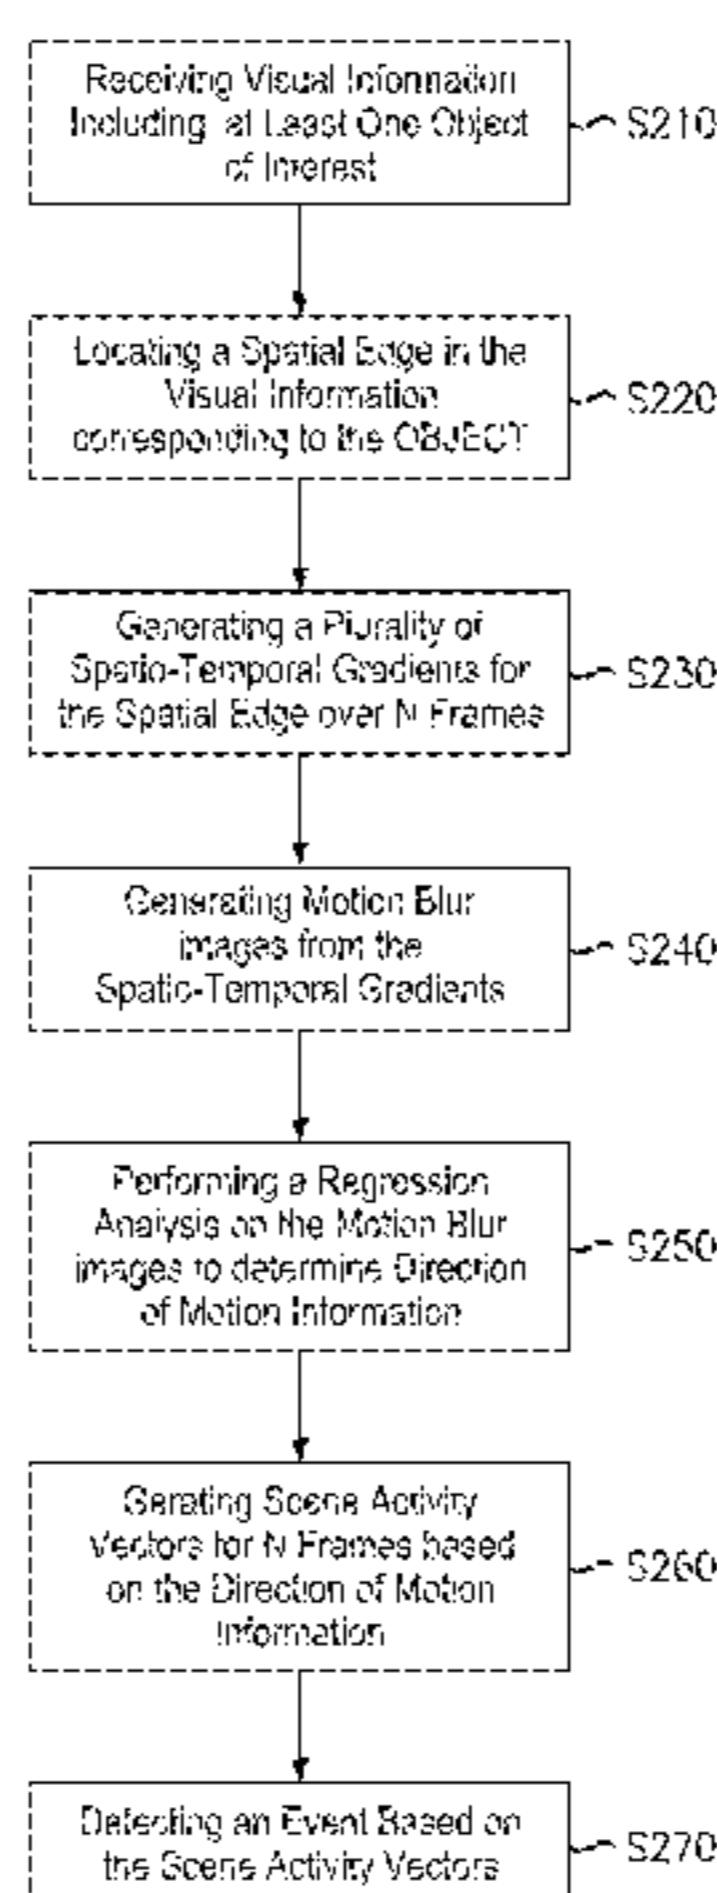 Receiving Visual Information
Including at Least One Object
of Interest
S210
Locating a Spatial Edge in the
Visual Information
corresponding to the OBJECT
S220
Generating a Plurality of
Spatio-Temporal Gradients for
the Spatial Edge over N Frames
S230
Generating Motion Blur
images from the
Spatio-Temporal Gradients
S240
Performing a Regression
Analysis on the Motion Blur
images to determine Direction
of Motion Information
S250
Gerating Scene Activity
Vectors for N Frames based
on the Direction of Motion
Information
S260
Detecting an Event Based on
the Scene Activity Vectors
S270